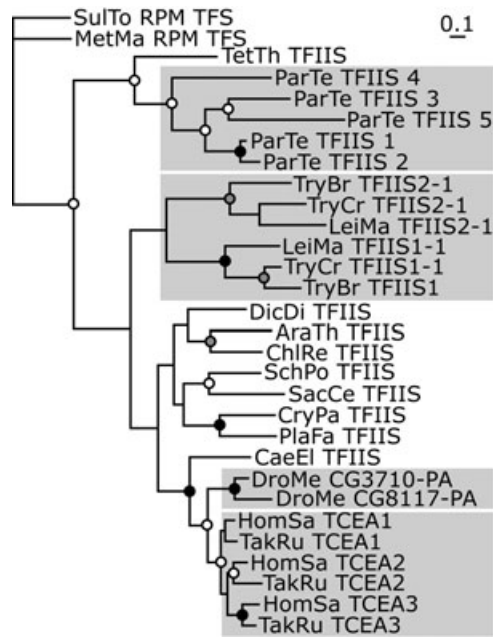 SulTo RPM TFS
0.1
MetMa RPM TFS
TetTh TFIIS
ParTe TFIIS 4
ParTe TFIIS 3
ParTe TFIIS 5
ParTe TFIIS 1
ParTe TFIIS 2
TryBr TFIIS2-1
TryCr TFIIS2-1
LeiMa TFIIS2-1
LeiMa TFIIS1-1
TryCr TFIIS1-1
TryBr TFIIS1
DicDi TFIIS
AraTh TFIIS
ChlRe TFIIS
SchPo TFIIS
SacCe TFIIS
CryPa TFIIS
PlaFa TFIIS
CaeEl TFIIS
DroMe CG3710-PA
DroMe CG8117-PA
HomSa TCEA1
TakRu TCEA1
HomSa TCEA2
TakRu TCEA2
HomSa TCEA3
TakRu TCEA3